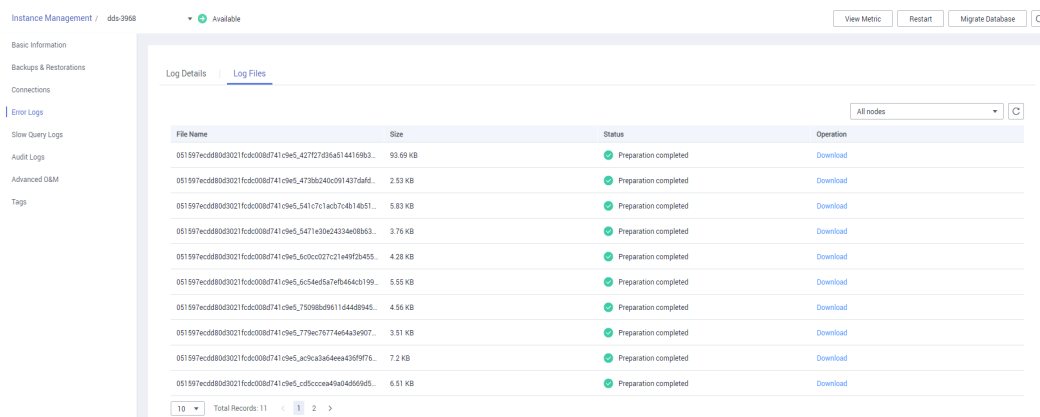 Instance Management / dds-3968 Available View Metric Restart Migrate Database
Basic Information
Backups & Restorations
Connections
Error Logs
Slow Query Logs
Audit Logs
Advanced O&M
Tags
Log Details Log Files
All nodes
File Name Size Status Operation
051597ecdd80d3021fcdc008d741c9e5_427f27d36a5144169b3... 93.69 KB Preparation completed Download
051597ecdd80d3021fcdc008d741c9e5_473bb240c091437dafd... 2.53 KB Preparation completed Download
051597ecdd80d3021fcdc008d741c9e5_541c7c1acb7c4b14b51... 5.83 KB Preparation completed Download
051597ecdd80d3021fcdc008d741c9e5_5471e30e24334e08b63... 3.76 KB Preparation completed Download
051597ecdd80d3021fcdc008d741c9e5_6c0cc027c21e49f2b455... 4.28 KB Preparation completed Download
051597ecdd80d3021fcdc008d741c9e5_6c54ed5a7efb464cb199... 5.55 KB Preparation completed Download
051597ecdd80d3021fcdc008d741c9e5_75098bd9611d44d8945... 4.56 KB Preparation completed Download
051597ecdd80d3021fcdc008d741c9e5_779ec76774e64a3e907... 3.51 KB Preparation completed Download
051597ecdd80d3021fcdc008d741c9e5_ac9ca3a64eea436f9f76... 7.2 KB Preparation completed Download
051597ecdd80d3021fcdc008d741c9e5_cd5cccea49a04d669d5... 6.51 KB Preparation completed Download
10 Total Records: 11 < 1 2 >